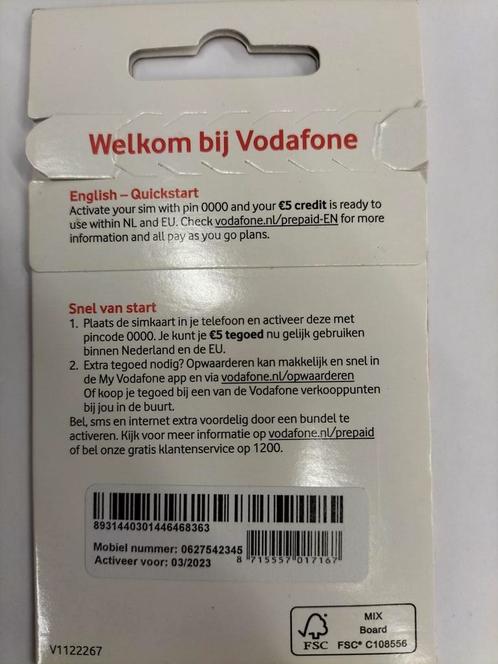 Welkom bij Vodafone
English – Quickstart
Activate your sim with pin 0000 and your €5 credit is ready to
use within NL and EU. Check vodafone.nl/prepaid-EN for more
information and all pay as you go plans.
Snel van start
1. Plaats de simkaart in je telefoon en activeer deze met
pincode 0000. Je kunt je €5 tegoed nu gelijk gebruiken
binnen Nederland en de EU.
2. Extra tegoed nodig? Opwaarderen kan makkelijk en snel in
de My Vodafone app en via vodafone.nl/opwaarderen
Of koop je tegoed bij een van de Vodafone verkooppunten
bij jou in de buurt.
Bel, sms en internet extra voordelig door een bundel te
activeren. Kijk voor meer informatie op vodafone.nl/prepaid
of bel onze gratis klantenservice op 1200.
8931440301446468363
Mobiel nummer: 0627542345
Activeer voor: 03/2023
8 715557 017167
FSC
MIX
Board
FSC® C108556
V1122267